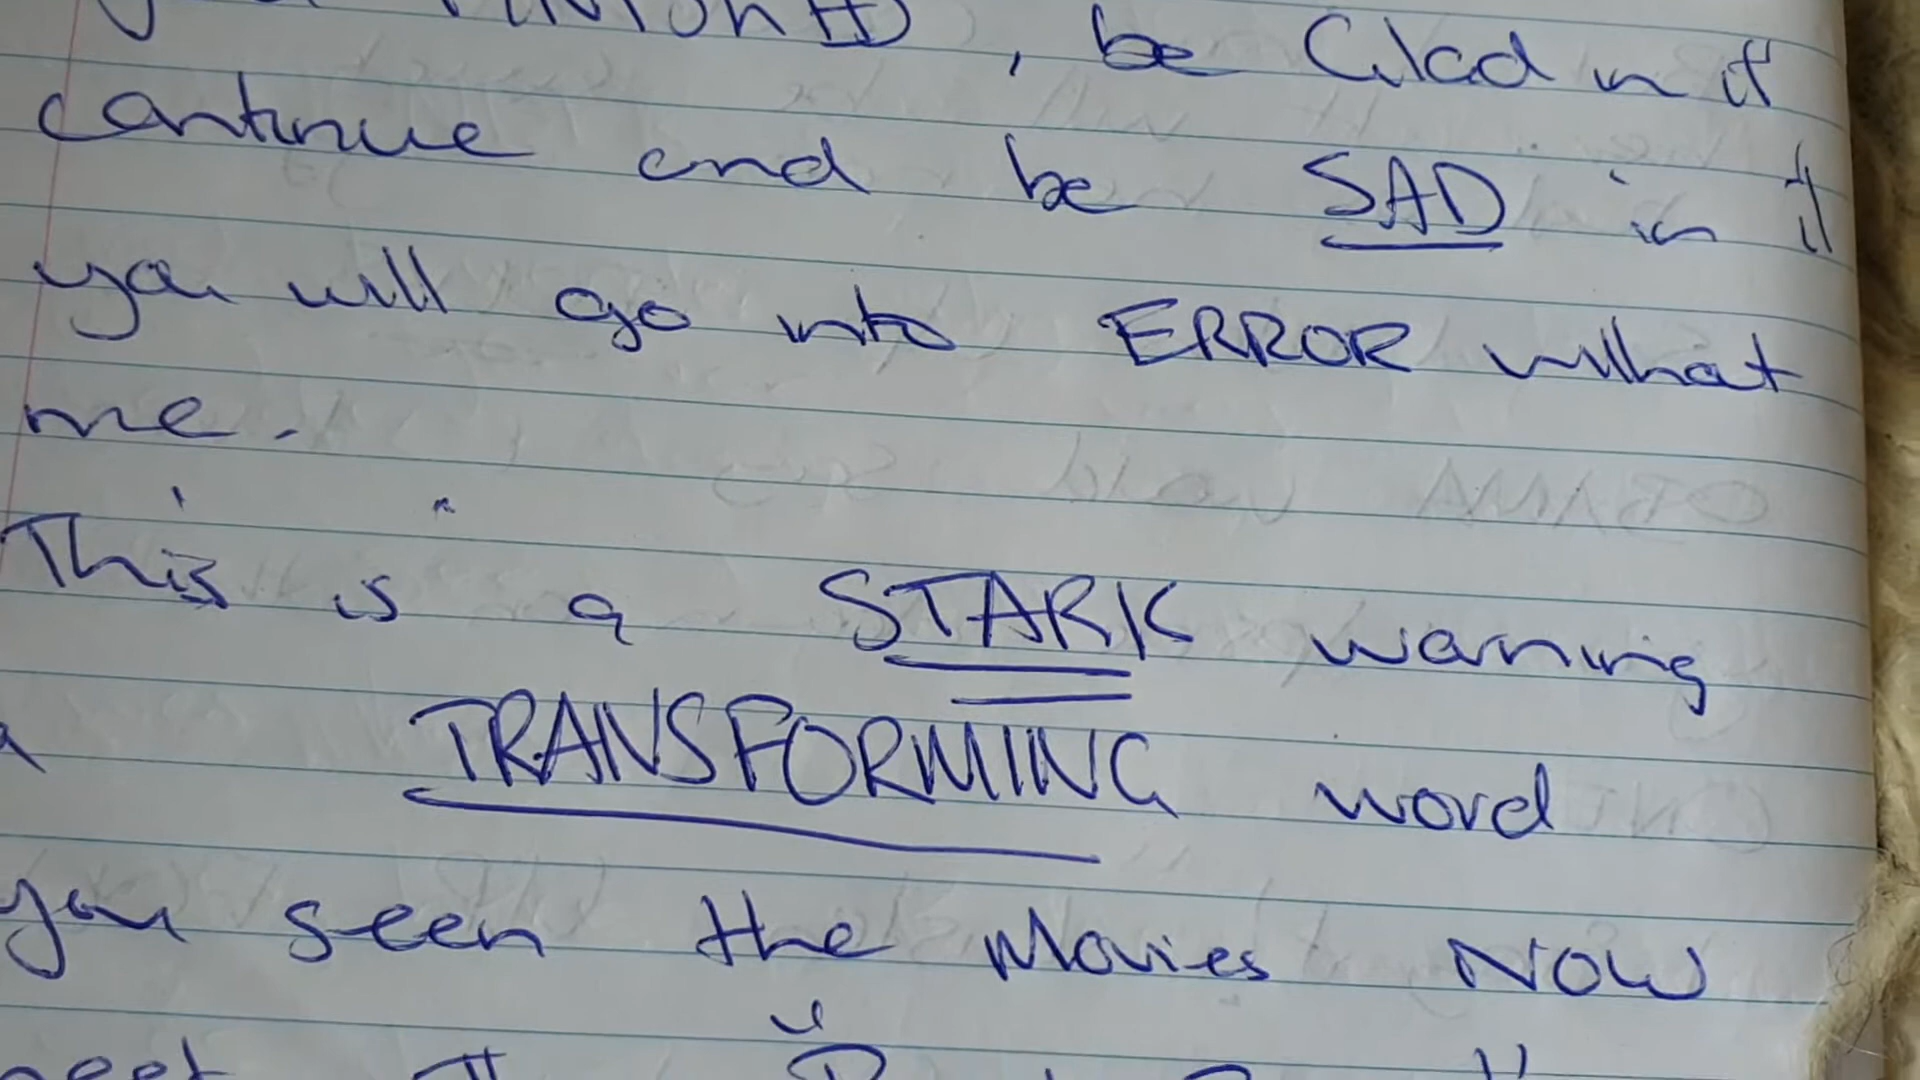 , be Glad in it
continue and be SAD in it
you will go into ERROR without
me.
This is a STARK warning
a TRANSFORMING word
you seen the Movies NOW